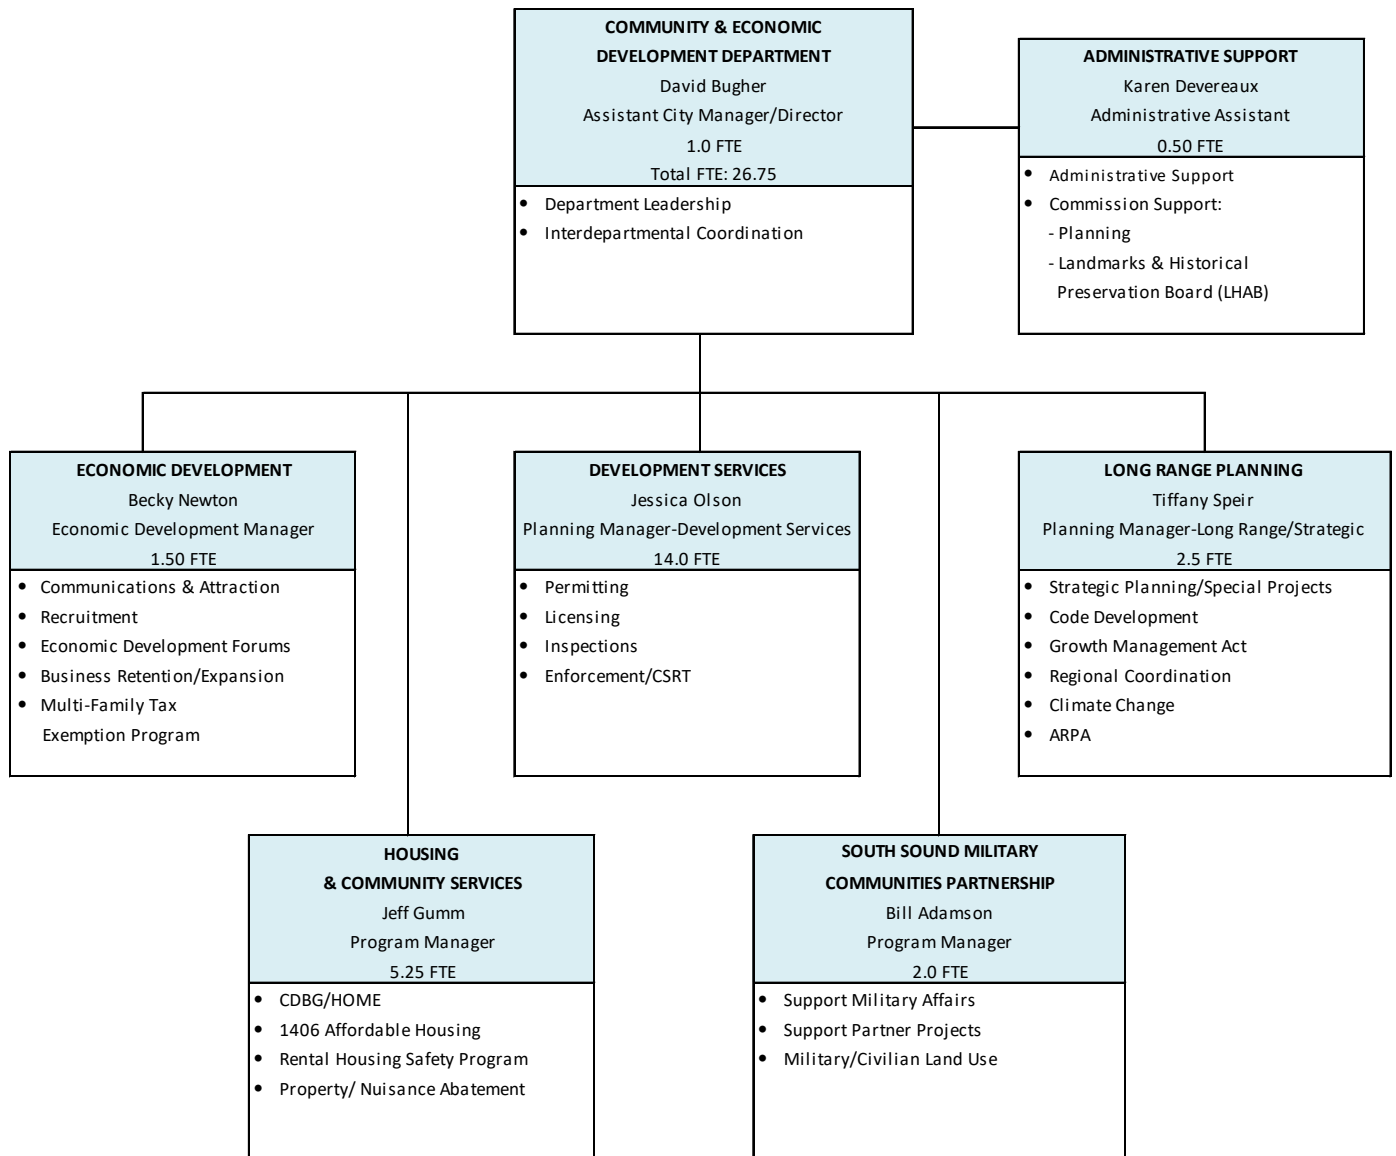 COMMUNITY & ECONOMIC
DEVELOPMENT DEPARTMENT
David Bugher
Assistant City Manager/Director
1.0 FTE
Total FTE: 26.75
• Department Leadership
• Interdepartmental Coordination
ADMINISTRATIVE SUPPORT
Karen Devereaux
Administrative Assistant
0.50 FTE
• Administrative Support
• Commission Support:
- Planning
- Landmarks & Historical
Preservation Board (LHAB)
ECONOMIC DEVELOPMENT
Becky Newton
Economic Development Manager
1.50 FTE
• Communications & Attraction
• Recruitment
• Economic Development Forums
• Business Retention/Expansion
• Multi-Family Tax
Exemption Program
DEVELOPMENT SERVICES
Jessica Olson
Planning Manager-Development Services
14.0 FTE
• Permitting
• Licensing
• Inspections
• Enforcement/CSRT
LONG RANGE PLANNING
Tiffany Speir
Planning Manager-Long Range/Strategic
2.5 FTE
• Strategic Planning/Special Projects
• Code Development
• Growth Management Act
• Regional Coordination
• Climate Change
• ARPA
HOUSING
& COMMUNITY SERVICES
Jeff Gumm
Program Manager
5.25 FTE
• CDBG/HOME
• 1406 Affordable Housing
• Rental Housing Safety Program
• Property/ Nuisance Abatement
SOUTH SOUND MILITARY
COMMUNITIES PARTNERSHIP
Bill Adamson
Program Manager
2.0 FTE
• Support Military Affairs
• Support Partner Projects
• Military/Civilian Land Use